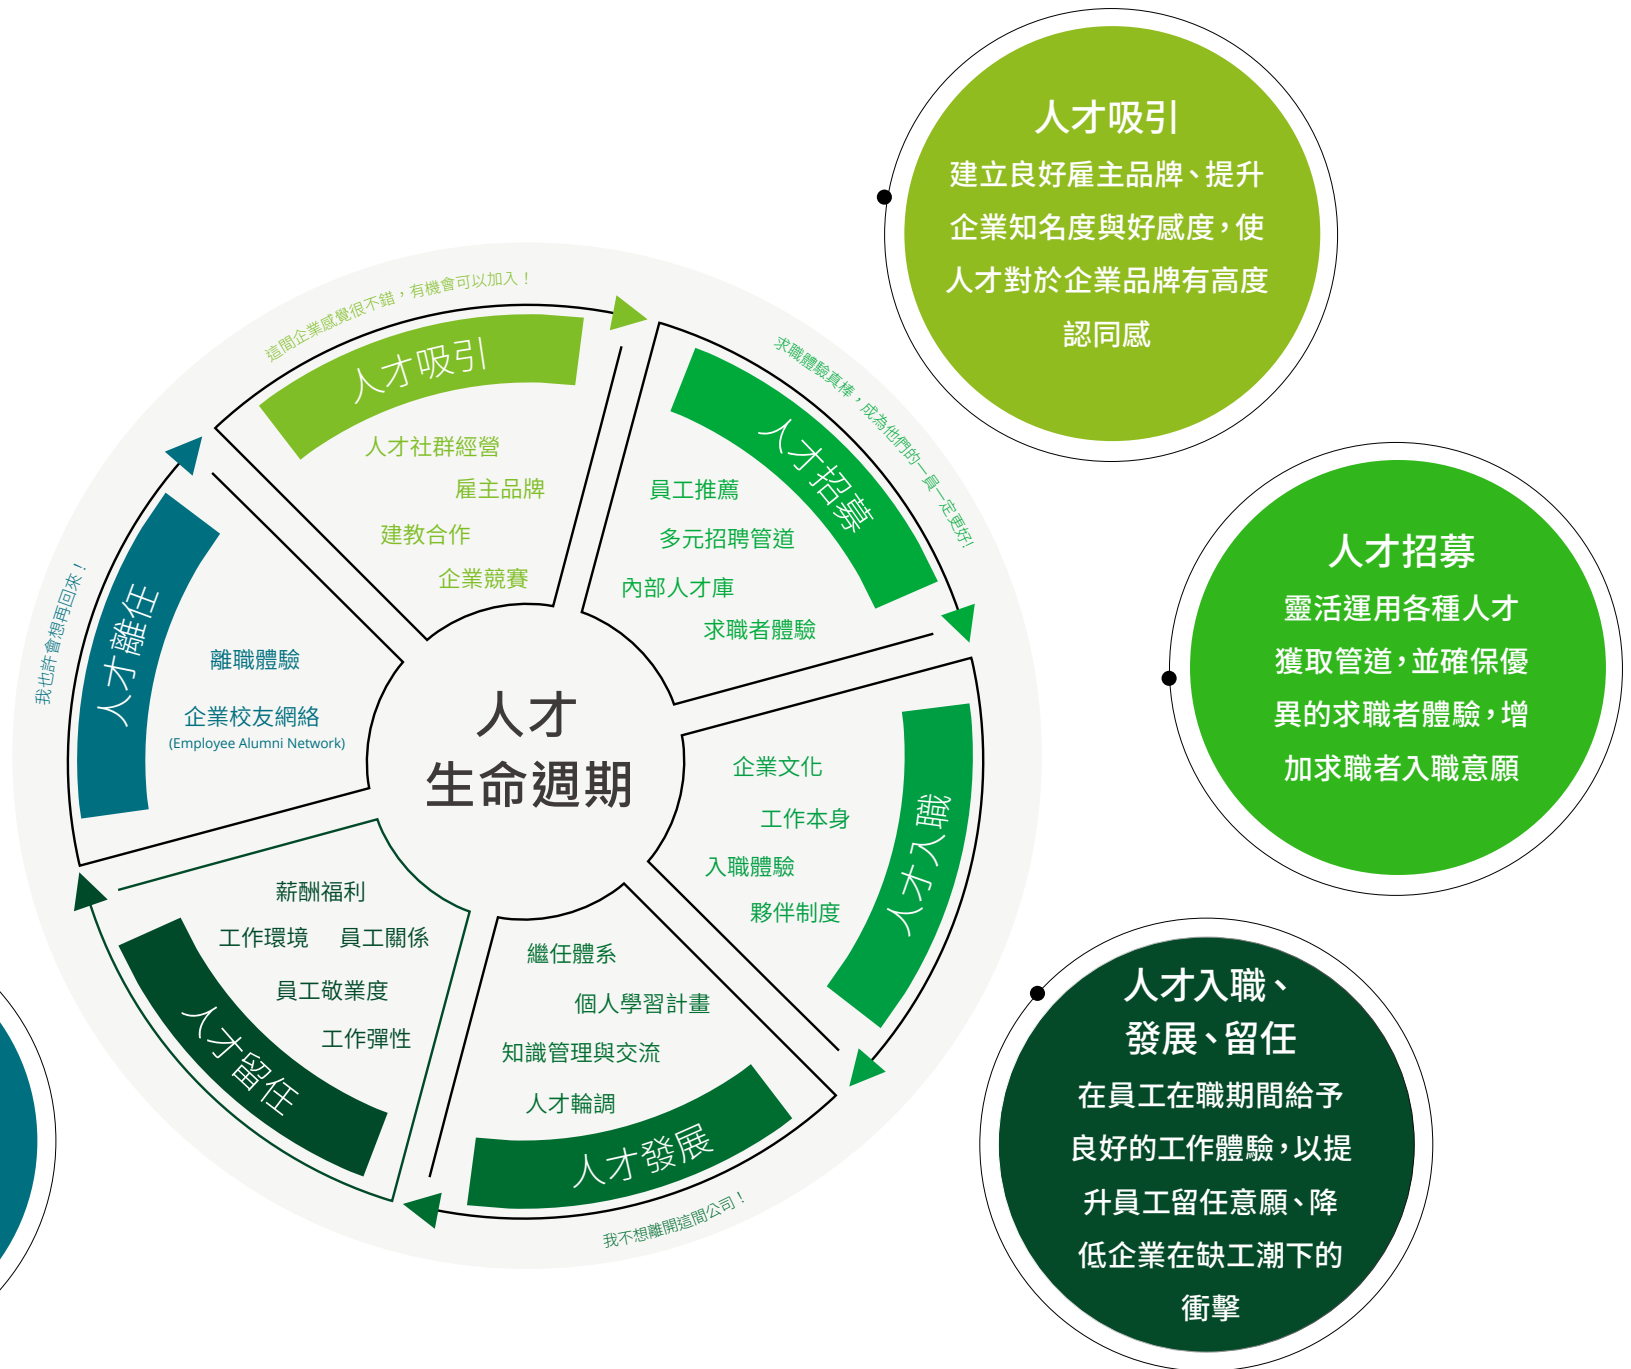 人才
生命週期
這間企業感覺很不錯，有機會可以加入！
人才吸引
人才社群經營
雇主品牌
建教合作
企業競賽
求職體驗真棒，成為他們的一員一定更好!
人才招募
員工推薦
多元招聘管道
內部人才庫
求職者體驗
人才入職
企業文化
工作本身
入職體驗
夥伴制度
人才發展
繼任體系
個人學習計畫
知識管理與交流
人才輪調
我不想離開這間公司！
人才留任
薪酬福利
工作環境 員工關係
員工敬業度
工作彈性
人才離任
離職體驗
企業校友網絡
(Employee Alumni Network)
我也許會想再回來！
人才吸引
建立良好雇主品牌、提升
企業知名度與好感度，使
人才對於企業品牌有高度
認同感
人才招募
靈活運用各種人才
獲取管道，並確保優
異的求職者體驗，增
加求職者入職意願
人才入職、
發展、留任
在員工在職期間給予
良好的工作體驗，以提
升員工留任意願、降
低企業在缺工潮下的
衝擊